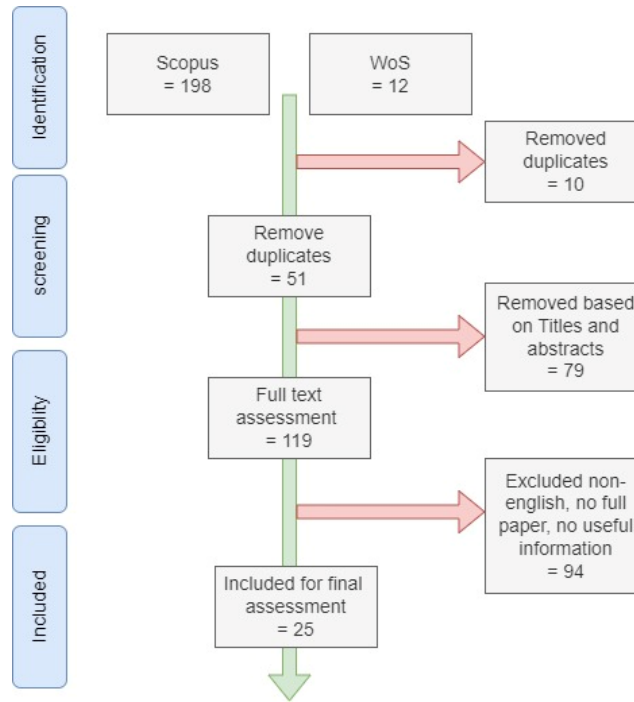 Identification
Scopus
= 198
WoS
= 12
Removed
duplicates
= 10
screening
Remove
duplicates
= 51
Removed based
on Titles and
abstracts
= 79
Eligiblity
Full text
assessment
= 119
Excluded non-
english, no full
paper, no useful
information
= 94
Included
Included for final
assessment
= 25